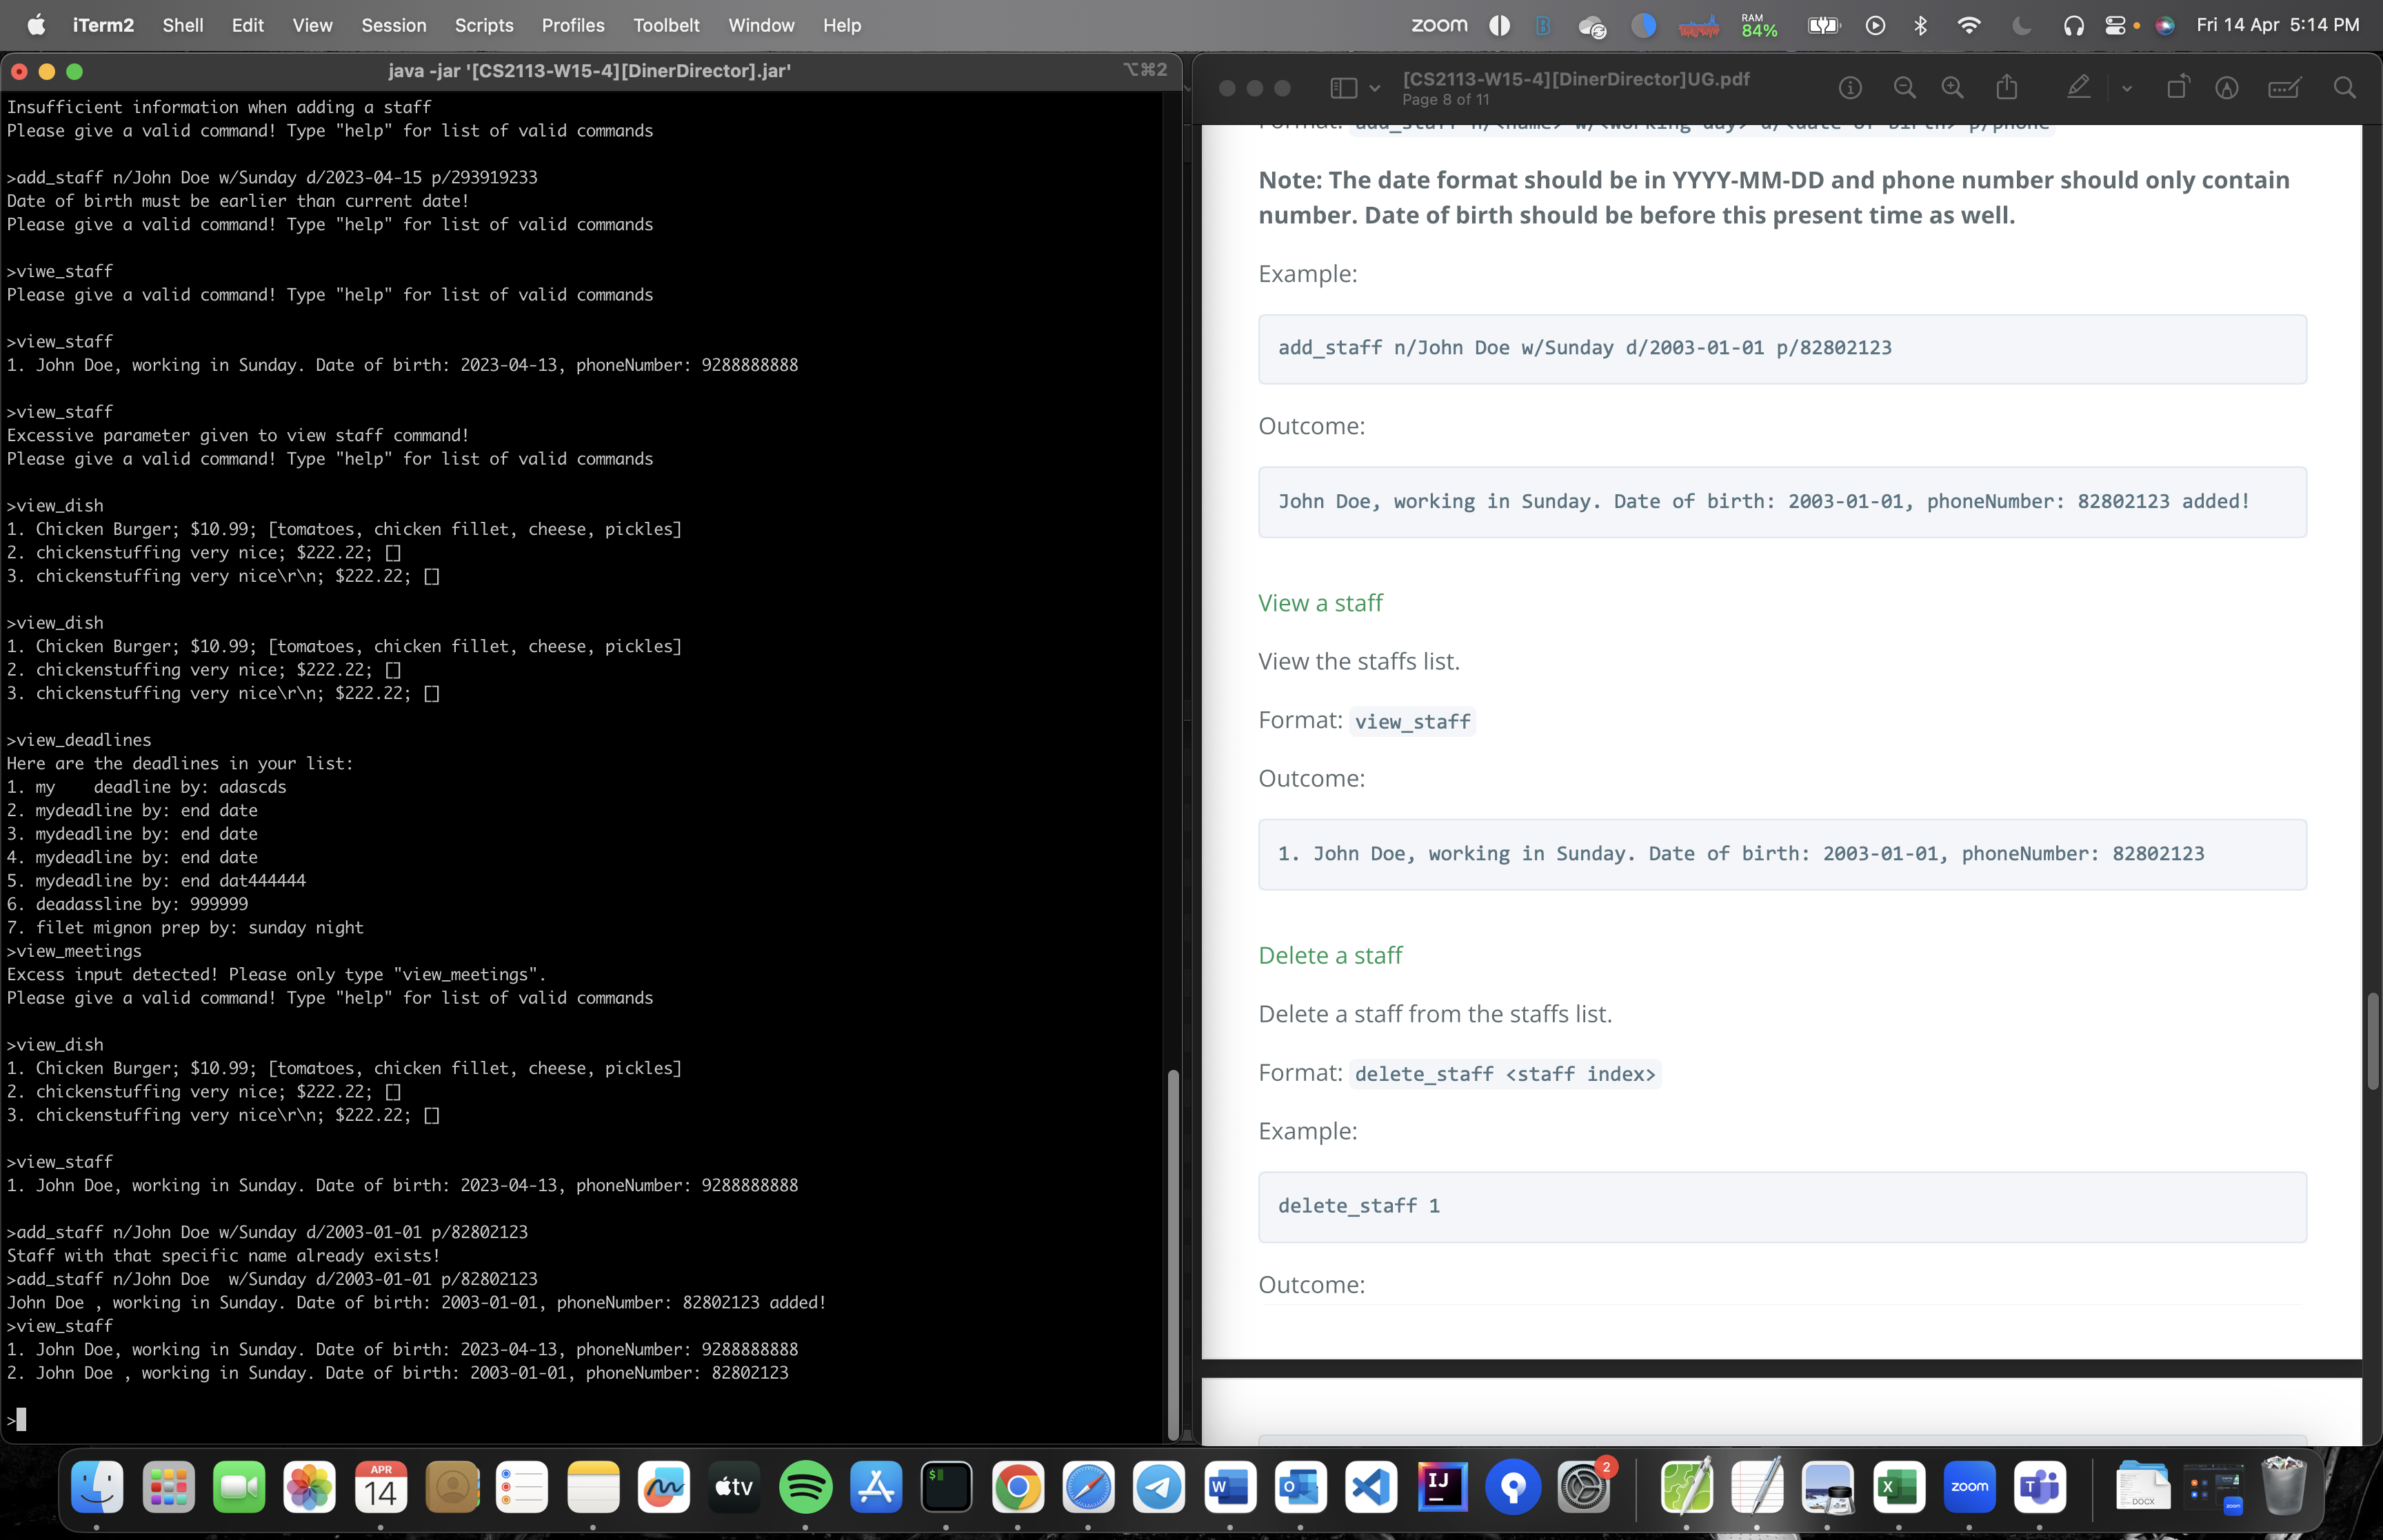 iTerm2 Shell Edit View Session Scripts Profiles Toolbelt Window Help zoom RAM 84% Fri 14 Apr 5:14 PM
java -jar '[CS2113-W15-4][DinerDirector].jar' ⌥⌘2
Insufficient information when adding a staff
Please give a valid command! Type "help" for list of valid commands
>add_staff n/John Doe w/Sunday d/2023-04-15 p/293919233
Date of birth must be earlier than current date!
Please give a valid command! Type "help" for list of valid commands
>viwe_staff
Please give a valid command! Type "help" for list of valid commands
>view_staff
1. John Doe, working in Sunday. Date of birth: 2023-04-13, phoneNumber: 9288888888
>view_staff
Excessive parameter given to view staff command!
Please give a valid command! Type "help" for list of valid commands
>view_dish
1. Chicken Burger; $10.99; [tomatoes, chicken fillet, cheese, pickles]
2. chickenstuffing very nice; $222.22; []
3. chickenstuffing very nice\r\n; $222.22; []
>view_dish
1. Chicken Burger; $10.99; [tomatoes, chicken fillet, cheese, pickles]
2. chickenstuffing very nice; $222.22; []
3. chickenstuffing very nice\r\n; $222.22; []
>view_deadlines
Here are the deadlines in your list:
1. my    deadline by: adascds
2. mydeadline by: end date
3. mydeadline by: end date
4. mydeadline by: end date
5. mydeadline by: end dat444444
6. deadassline by: 999999
7. filet mignon prep by: sunday night
>view_meetings
Excess input detected! Please only type "view_meetings".
Please give a valid command! Type "help" for list of valid commands
>view_dish
1. Chicken Burger; $10.99; [tomatoes, chicken fillet, cheese, pickles]
2. chickenstuffing very nice; $222.22; []
3. chickenstuffing very nice\r\n; $222.22; []
>view_staff
1. John Doe, working in Sunday. Date of birth: 2023-04-13, phoneNumber: 9288888888
>add_staff n/John Doe w/Sunday d/2003-01-01 p/82802123
Staff with that specific name already exists!
>add_staff n/John Doe  w/Sunday d/2003-01-01 p/82802123
John Doe , working in Sunday. Date of birth: 2003-01-01, phoneNumber: 82802123 added!
>view_staff
1. John Doe, working in Sunday. Date of birth: 2023-04-13, phoneNumber: 9288888888
2. John Doe , working in Sunday. Date of birth: 2003-01-01, phoneNumber: 82802123
>
[CS2113-W15-4][DinerDirector]UG.pdf
Page 8 of 11
Format: add_staff n/<name> w/<working day> d/<date of birth> p/phone
Note: The date format should be in YYYY-MM-DD and phone number should only contain
number. Date of birth should be before this present time as well.
Example:
add_staff n/John Doe w/Sunday d/2003-01-01 p/82802123
Outcome:
John Doe, working in Sunday. Date of birth: 2003-01-01, phoneNumber: 82802123 added!
View a staff
View the staffs list.
Format: view_staff
Outcome:
1. John Doe, working in Sunday. Date of birth: 2003-01-01, phoneNumber: 82802123
Delete a staff
Delete a staff from the staffs list.
Format: delete_staff <staff index>
Example:
delete_staff 1
Outcome:
APR
14
tv
IJ
2
zoom
DOCX